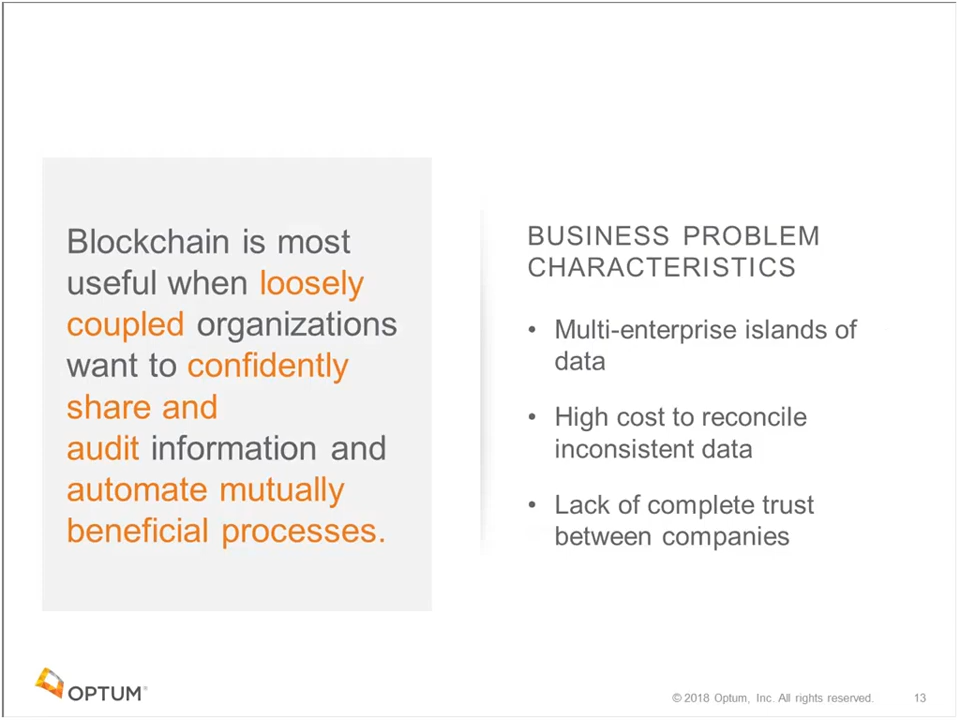 Blockchain is most
useful when loosely
coupled organizations
want to confidently
share and
audit information and
automate mutually
beneficial processes.
BUSINESS PROBLEM
CHARACTERISTICS
• Multi-enterprise islands of
data
• High cost to reconcile
inconsistent data
• Lack of complete trust
between companies
OPTUM®
© 2018 Optum, Inc. All rights reserved. 13